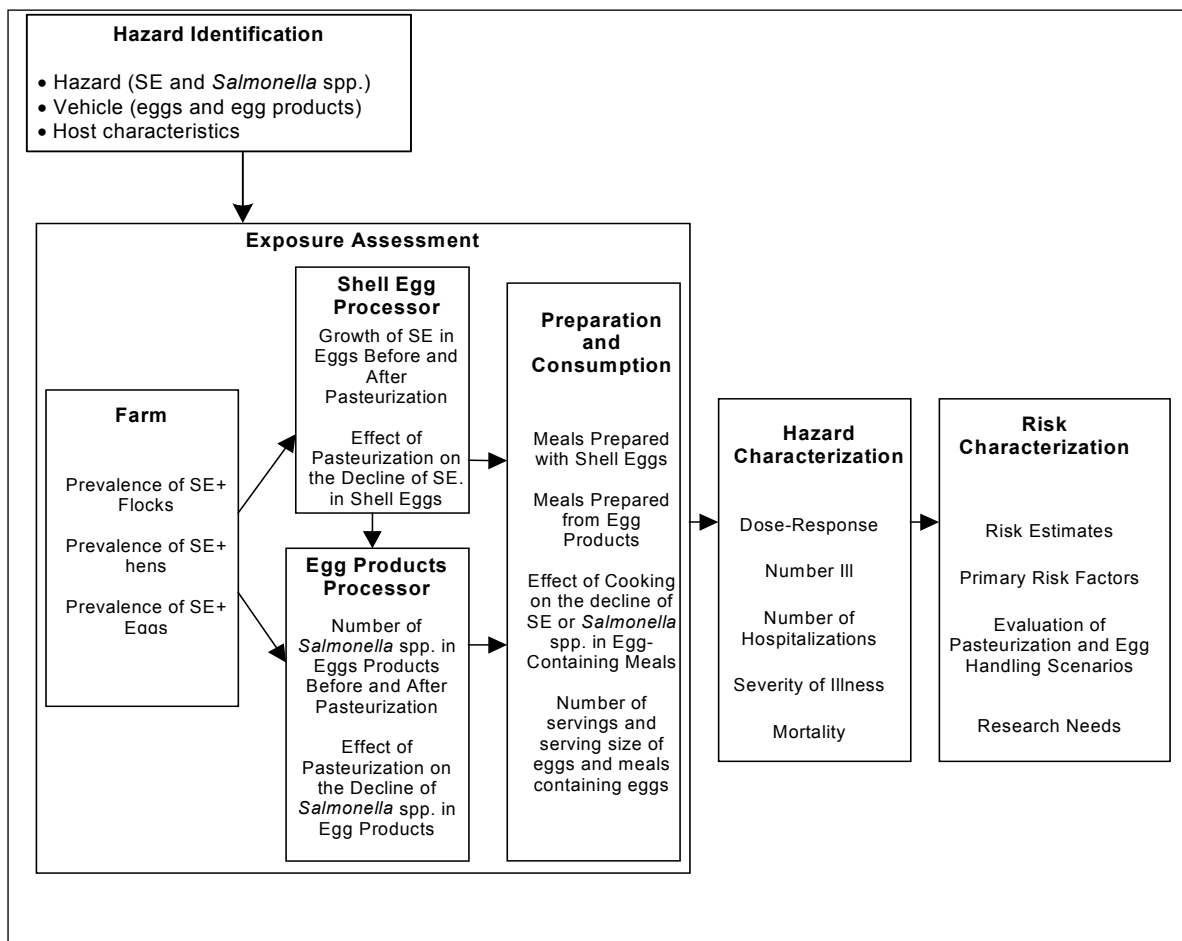 Hazard Identification
• Hazard (SE and Salmonella spp.)
• Vehicle (eggs and egg products)
• Host characteristics
Exposure Assessment
Farm
Prevalence of SE+
Flocks
Prevalence of SE+
hens
Prevalence of SE+
Eggs
Shell Egg
Processor
Growth of SE in
Eggs Before and
After
Pasteurization
Effect of
Pasteurization on
the Decline of SE.
in Shell Eggs
Egg Products
Processor
Number of
Salmonella spp. in
Eggs Products
Before and After
Pasteurization
Effect of
Pasteurization on
the Decline of
Salmonella spp. in
Egg Products
Preparation
and
Consumption
Meals Prepared
with Shell Eggs
Meals Prepared
from Egg
Products
Effect of Cooking
on the decline of
SE or Salmonella
spp. in Egg-
Containing Meals
Number of
servings and
serving size of
eggs and meals
containing eggs
Hazard
Characterization
Dose-Response
Number Ill
Number of
Hospitalizations
Severity of Illness
Mortality
Risk
Characterization
Risk Estimates
Primary Risk Factors
Evaluation of
Pasteurization and Egg
Handling Scenarios
Research Needs